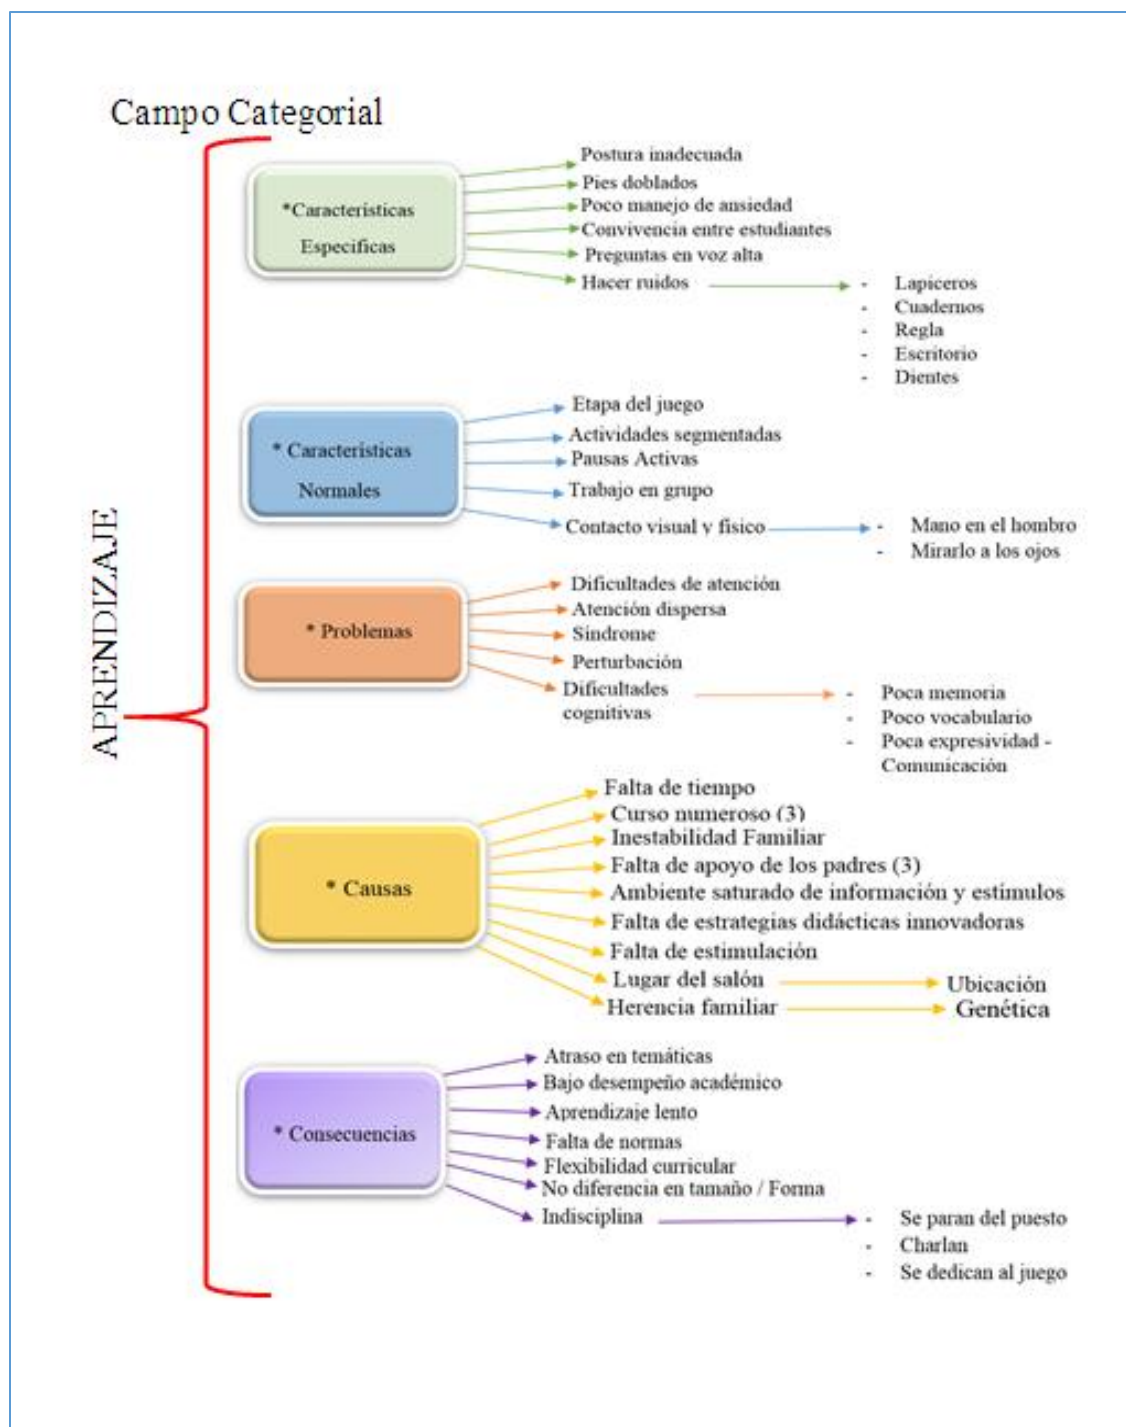 Campo Categorial
APRENDIZAJE
*Características
Especificas
Postura inadecuada
Pies doblados
Poco manejo de ansiedad
Convivencia entre estudiantes
Preguntas en voz alta
Hacer ruidos
- Lapiceros
- Cuadernos
- Regla
- Escritorio
- Dientes
* Características
Normales
Etapa del juego
Actividades segmentadas
Pausas Activas
Trabajo en grupo
Contacto visual y físico
- Mano en el hombro
- Mirarlo a los ojos
* Problemas
Dificultades de atención
Atención dispersa
Síndrome
Perturbación
Dificultades
cognitivas
- Poca memoria
- Poco vocabulario
- Poca expresividad -
Comunicación
* Causas
Falta de tiempo
Curso numeroso (3)
Inestabilidad Familiar
Falta de apoyo de los padres (3)
Ambiente saturado de información y estímulos
Falta de estrategias didácticas innovadoras
Falta de estimulación
Lugar del salón
Ubicación
Herencia familiar
Genética
* Consecuencias
Atraso en temáticas
Bajo desempeño académico
Aprendizaje lento
Falta de normas
Flexibilidad curricular
No diferencia en tamaño / Forma
Indisciplina
- Se paran del puesto
- Charlan
- Se dedican al juego